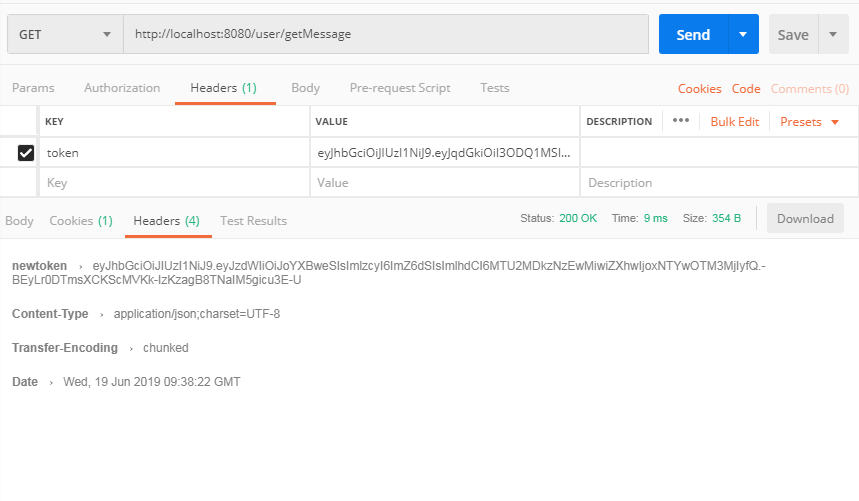 GET http://localhost:8080/user/getMessage Send Save
Params Authorization Headers (1) Body Pre-request Script Tests Cookies Code Comments (0)
KEY VALUE DESCRIPTION ••• Bulk Edit Presets
token eyJhbGciOiJIUzI1NiJ9.eyJqdGkiOiI3ODQ1MSI...
Key Value Description
Body Cookies (1) Headers (4) Test Results Status: 200 OK Time: 9 ms Size: 354 B Download
newtoken › eyJhbGciOiJIUzI1NiJ9.eyJzdWIiOiJoYXBweSIsImlzcyI6ImZ6dSIsImlhdCI6MTU2MDkzNzEwMiwiZXhwIjoxNTYwOTM3MjIyfQ.-
BEyLr0DTmsXCKScMVKk-IzKzagB8TNaIM5gicu3E-U
Content-Type › application/json;charset=UTF-8
Transfer-Encoding › chunked
Date › Wed, 19 Jun 2019 09:38:22 GMT